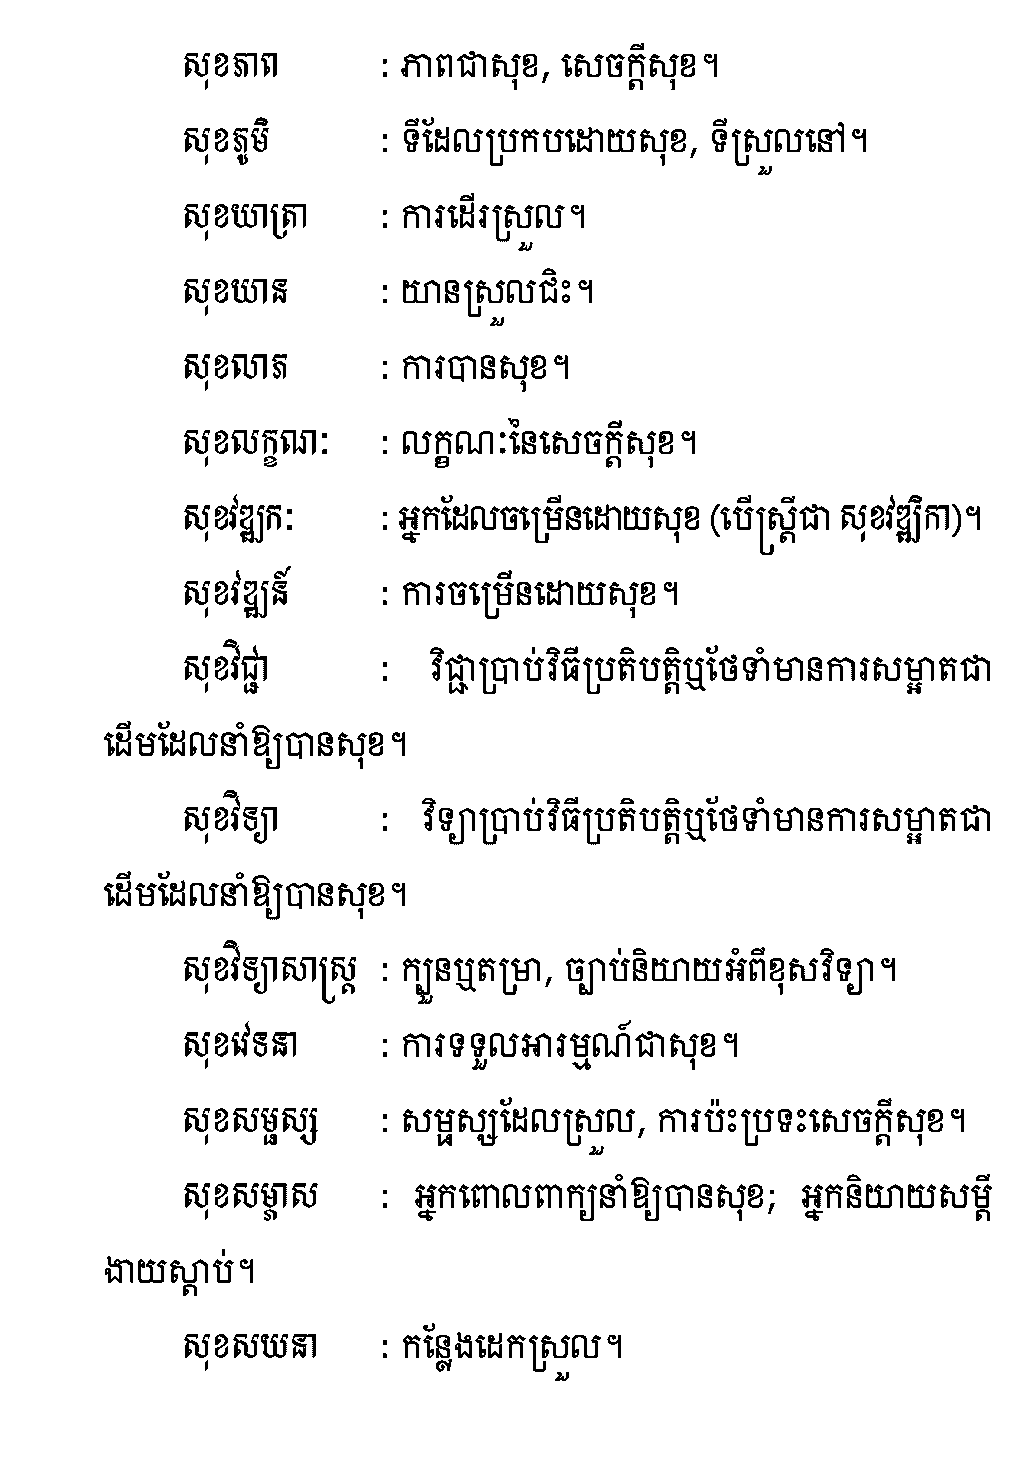 សុខភាព : ភាពជាសុខ, សេចក្ដីសុខ។
សុខភូមិ : ទីដែលប្រកបដោយសុខ, ទីស្រួលនៅ។
សុខយាត្រា : ការដើរស្រួល។
សុខយាន : យានស្រួលជិះ។
សុខលាភ : ការបានសុខ។
សុខលក្ខណៈ : លក្ខណៈនៃសេចក្ដីសុខ។
សុខវឌ្ឍកៈ : អ្នកដែលចម្រើនដោយសុខ (បើស្ត្រីជា សុខវឌ្ឍិកា)។
សុខវឌ្ឍន៍ : ការចម្រើនដោយសុខ។
សុខវិជ្ជា : វិជ្ជាប្រាប់វិធីប្រតិបត្តិឬថែទាំមានការសម្អាតជា
ដើមដែលនាំឱ្យបានសុខ។
សុខវិទ្យា : វិទ្យាប្រាប់វិធីប្រតិបត្តិឬថែទាំមានការសម្អាតជា
ដើមដែលនាំឱ្យបានសុខ។
សុខវិទ្យាសាស្ត្រ : ក្បួនឬតម្រា, ច្បាប់និយាយអំពីខុសវិទ្យា។
សុខវេទនា : ការទទួលអារម្មណ៍ជាសុខ។
សុខសម្ផស្ស : សម្ផស្សដែលស្រួល, ការប៉ះប្រទះសេចក្ដីសុខ។
សុខសម្ភាស : អ្នកពោលពាក្យនាំឱ្យបានសុខ; អ្នកនិយាយសម្ដី
ងាយស្ដាប់។
សុខសយនា : កន្លែងដេកស្រួល។